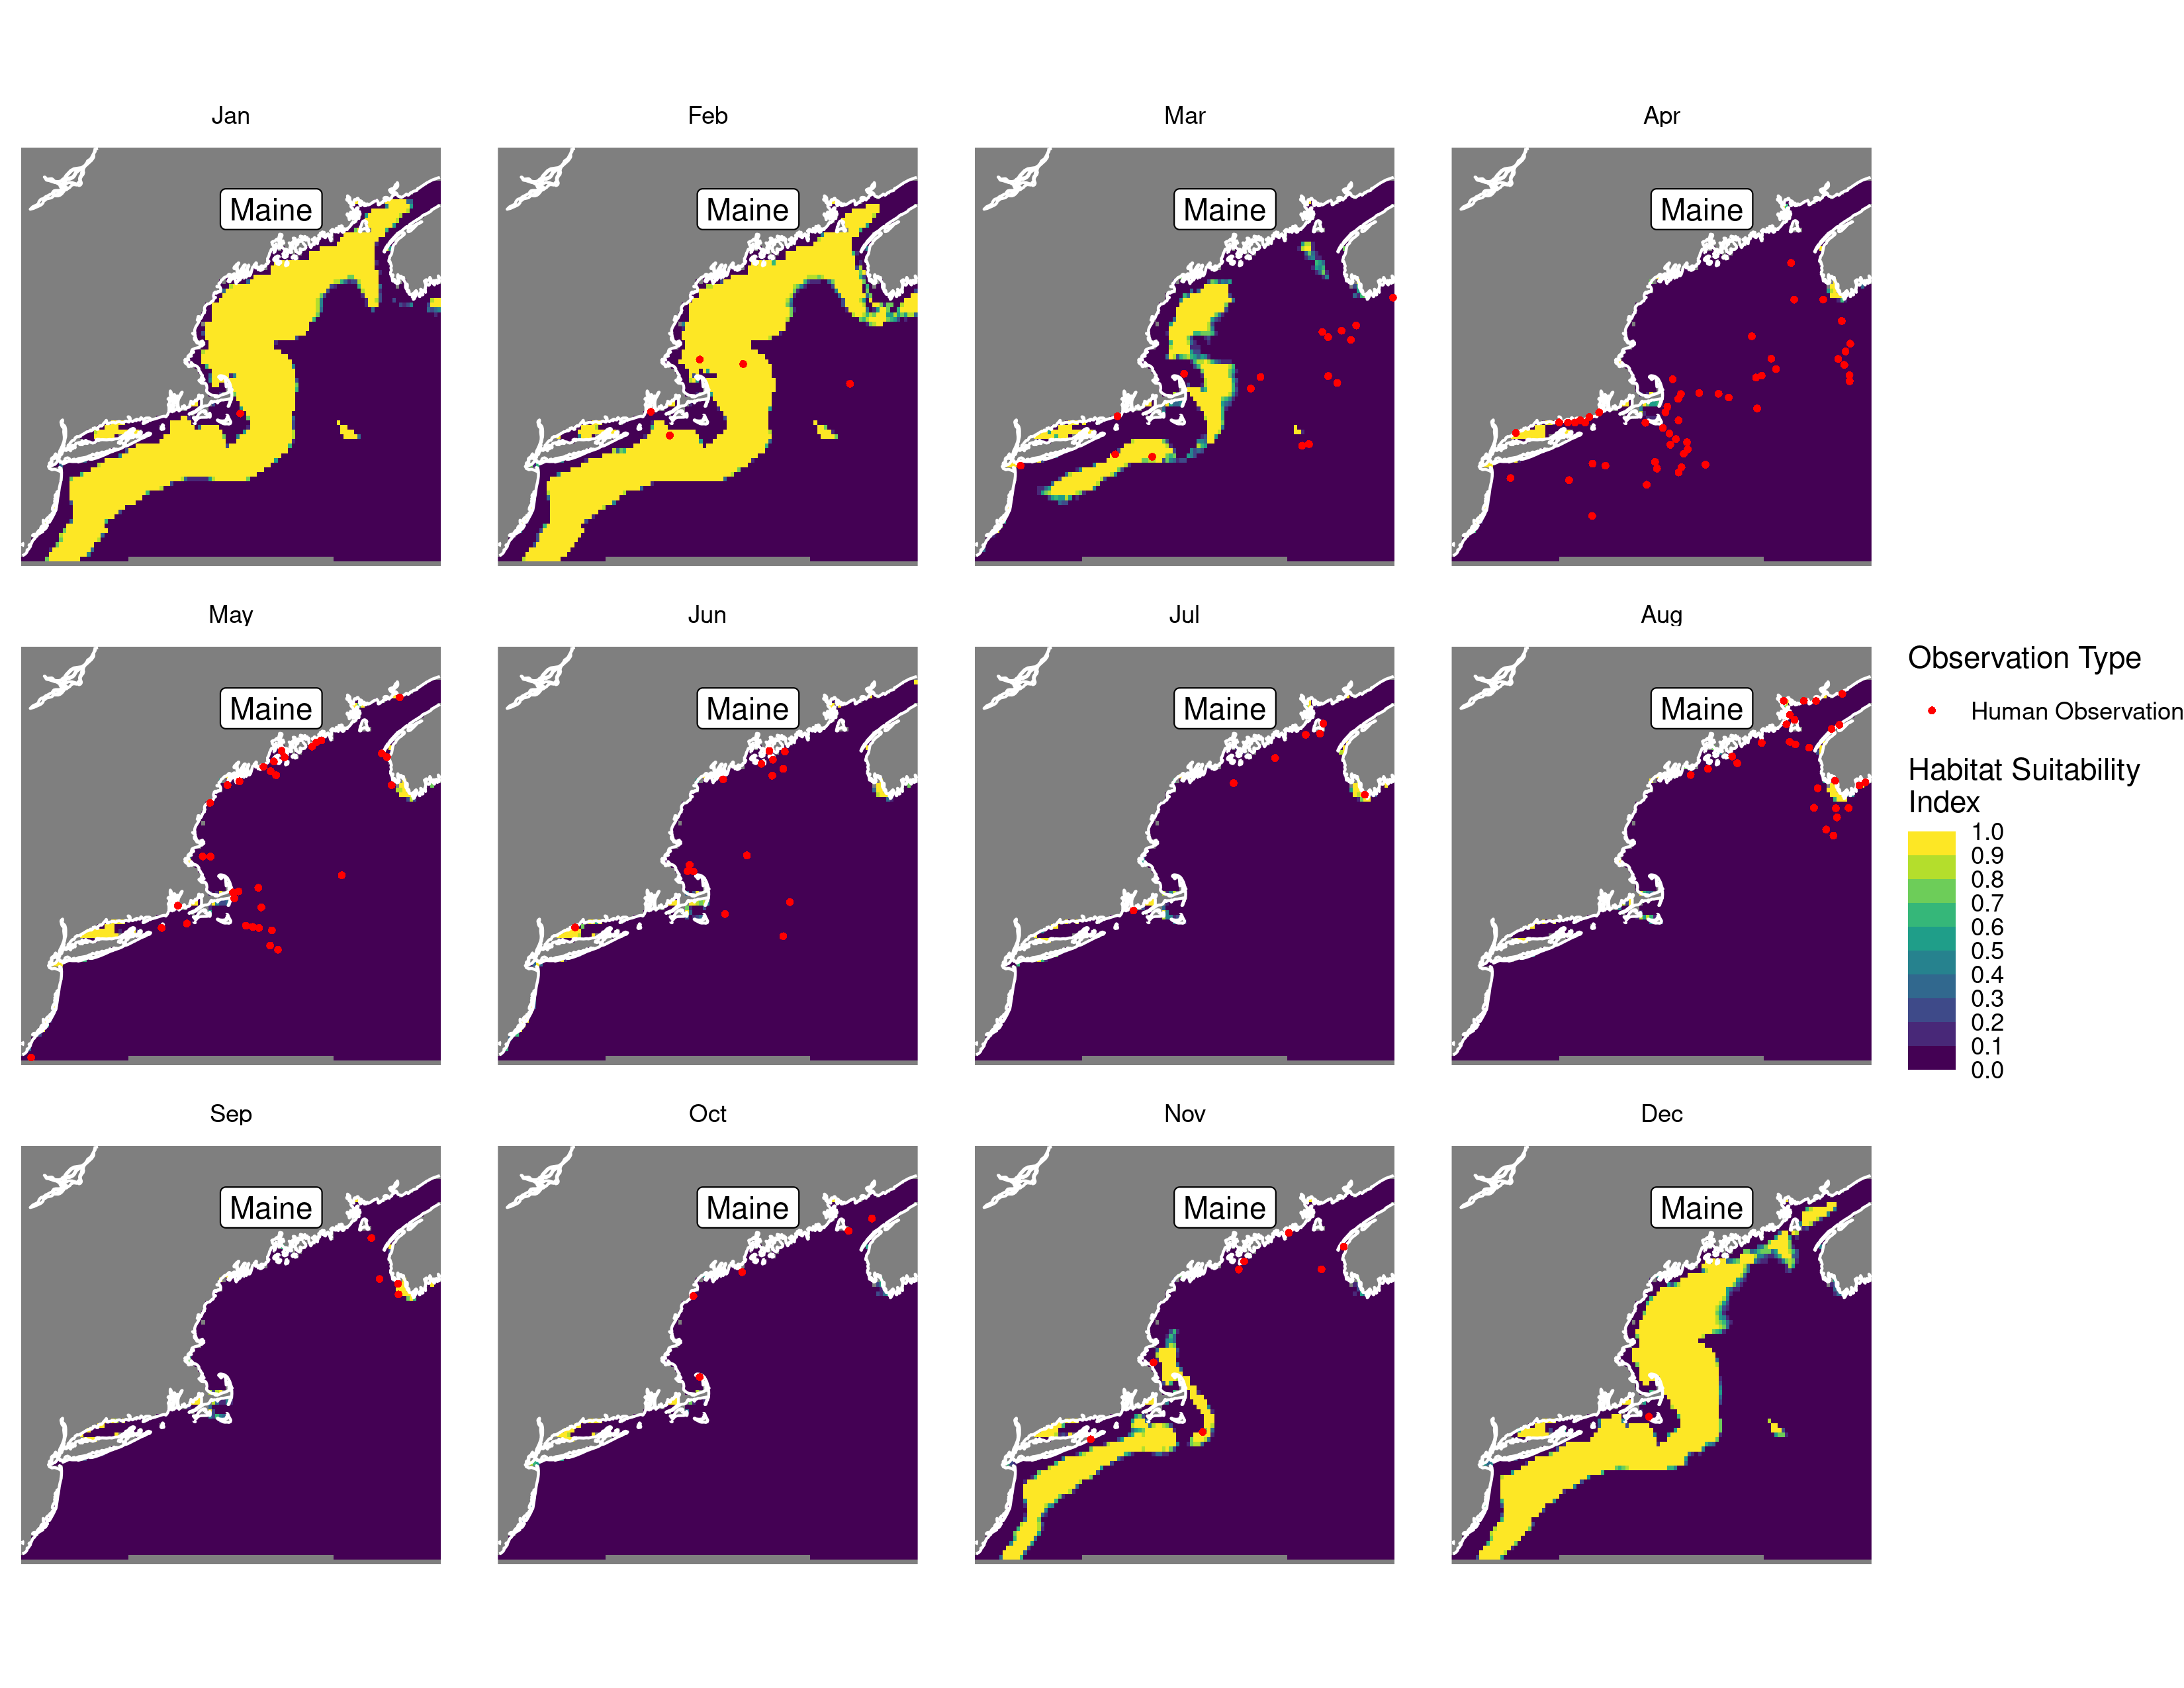 Jan
Feb
Mar
Apr
Maine
Maine
Maine
Maine
May
Jun
Jul
Aug
Maine
Maine
Maine
Maine
Observation Type
Human Observation
Habitat Suitability
Index
1.0
0.9
0.8
0.7
0.6
0.5
0.4
0.3
0.2
0.1
0.0
Sep
Oct
Nov
Dec
Maine
Maine
Maine
Maine